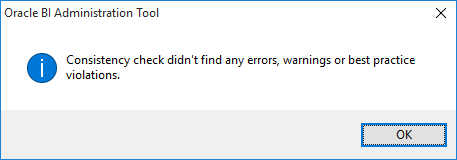 Oracle BI Administration Tool
Consistency check didn't find any errors, warnings or best practice
violations.
OK